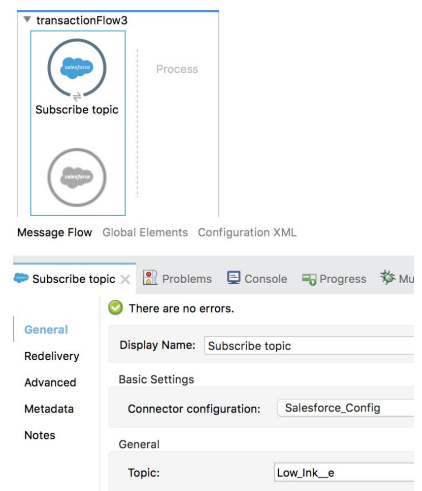 transactionFlow3
salesforce
Process
Subscribe topic
salesforce
Message Flow Global Elements Configuration XML
Subscribe topic Problems Console Progress Mu
There are no errors.
General
Display Name: Subscribe topic
Redelivery
Advanced Basic Settings
Metadata Connector configuration: Salesforce_Config
Notes
General
Topic: Low_Ink__e